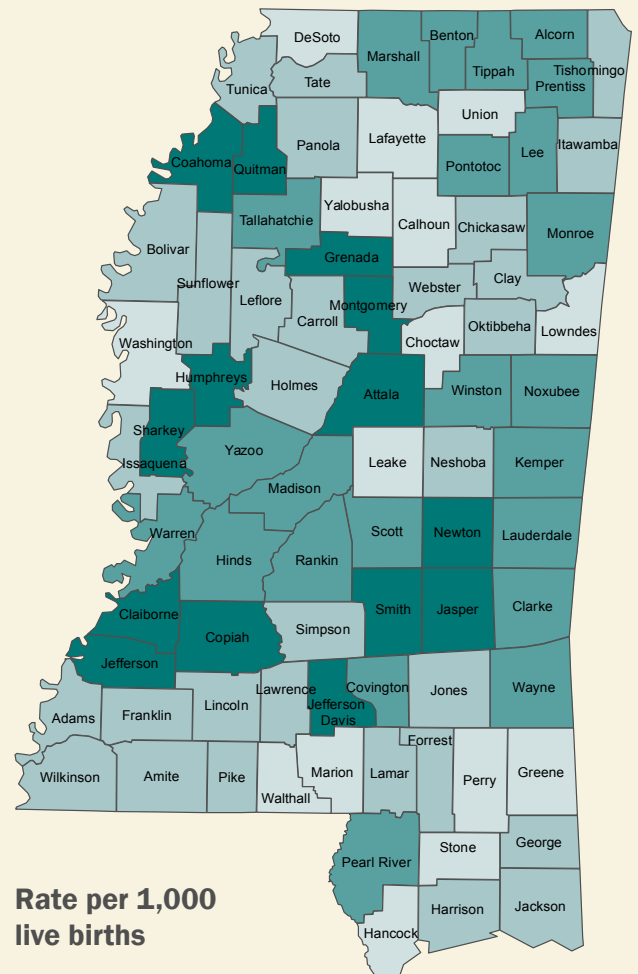 DeSoto
Benton
Alcorn
Marshall
Tippah
Tishomingo
Tate
Prentiss
Tunica
Union
Lafayette
Panola
Lee
Itawamba
Coahoma
Quitman
Pontotoc
Yalobusha
Tallahatchie
Calhoun
Chickasaw
Monroe
Bolivar
Grenada
Clay
Sunflower
Webster
Leflore
Montgomery
Carroll
Oktibbeha
Lowndes
Washington
Choctaw
Humphreys
Holmes
Attala
Winston
Noxubee
Sharkey
Yazoo
Issaquena
Leake
Neshoba
Kemper
Madison
Warren
Scott
Newton
Lauderdale
Hinds
Rankin
Claiborne
Smith
Jasper
Clarke
Copiah
Simpson
Jefferson
Lawrence
Covington
Jones
Wayne
Jefferson
Davis
Lincoln
Franklin
Adams
Forrest
Wilkinson
Amite
Pike
Marion
Lamar
Perry
Greene
Walthall
Stone
George
Pearl River
Harrison
Jackson
Hancock
Rate per 1,000
live births